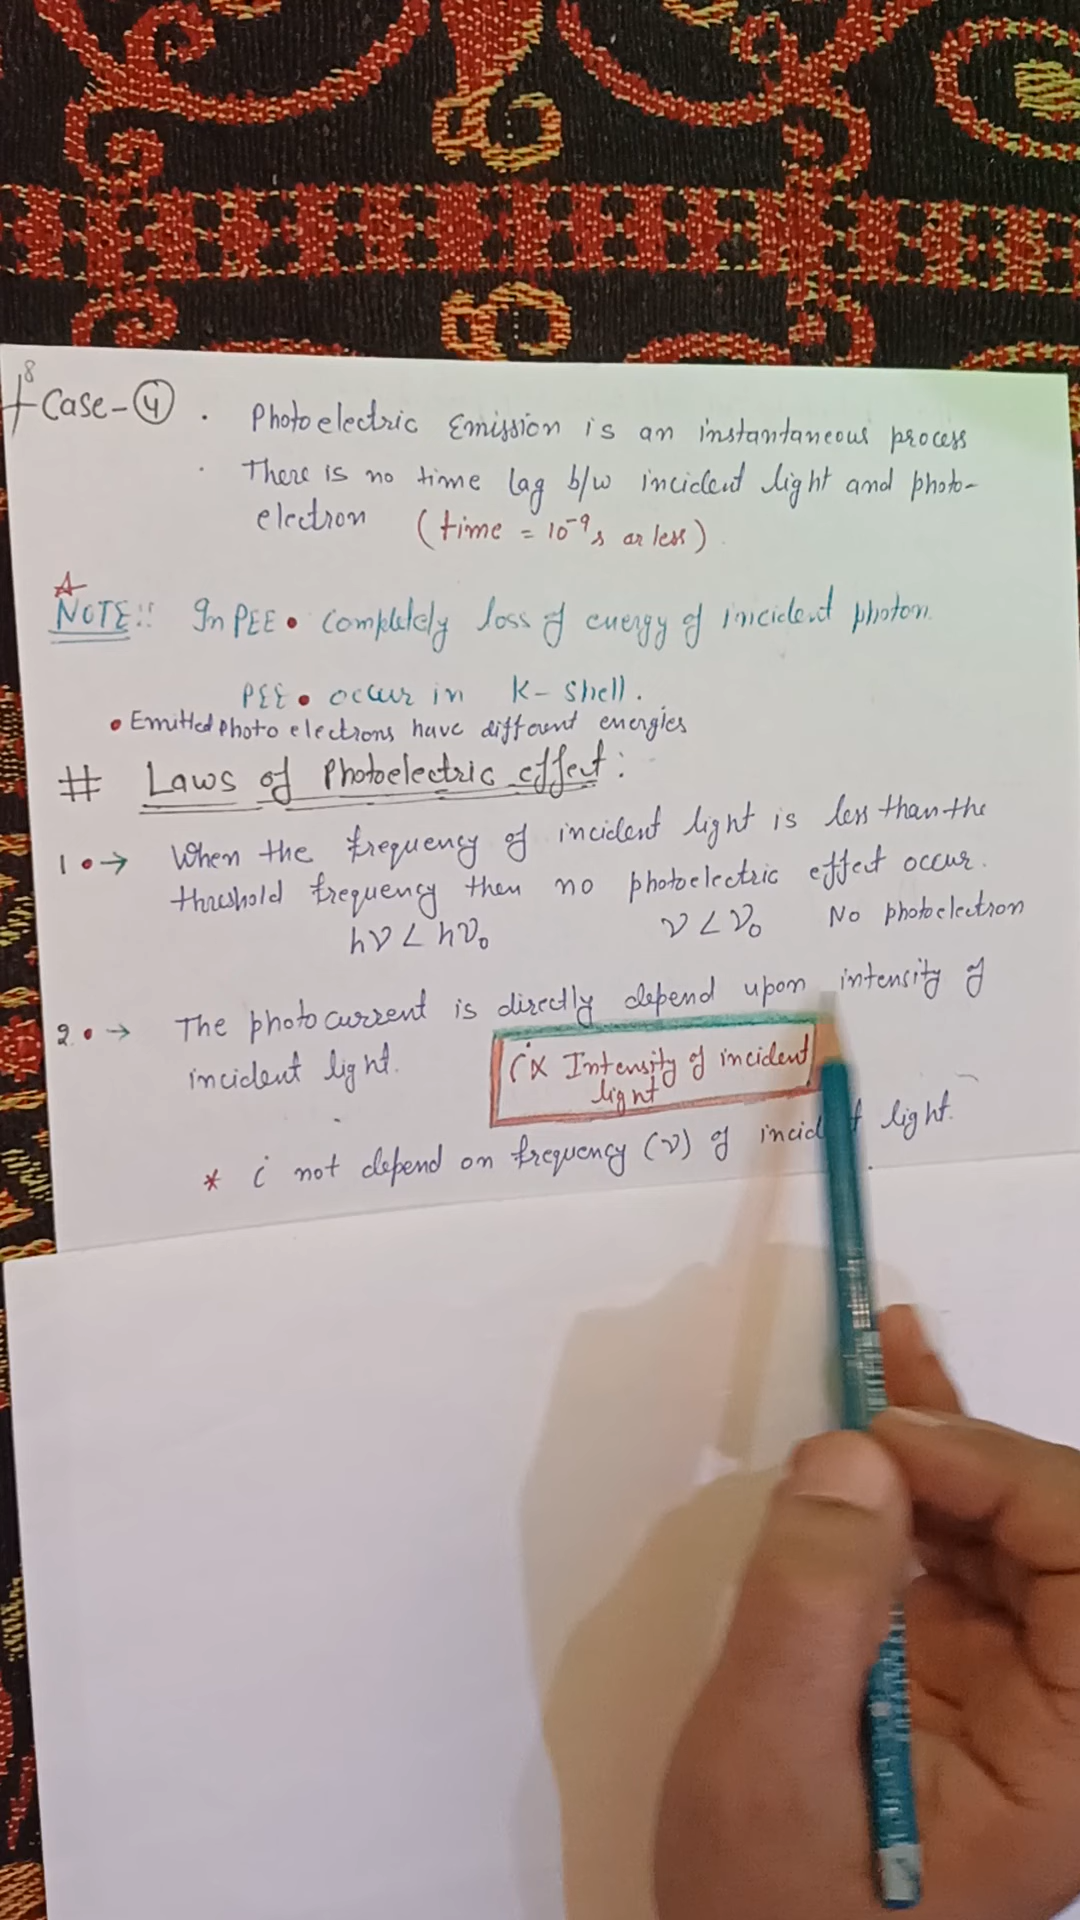 8
Case-④ . Photoelectric Emission is an instantaneous process
. There is no time lag b/w incident light and photo-
electron (time = 10⁻⁹s or less)
NOTE:: In PEE • completely loss of energy of incident photon.
PEE • occur in K-shell.
• Emitted photo electrons have different energies
# Laws of Photoelectric effect:
1 •→ When the frequency of incident light is less than the
threshold frequency then no photoelectric effect occur.
hν < hν₀ ν < ν₀ No photoelectron
2 •→ The photocurrent is directly depend upon intensity of
incident light.
i ∝ Intensity of incident
light
* i not depend on frequency (ν) of light.